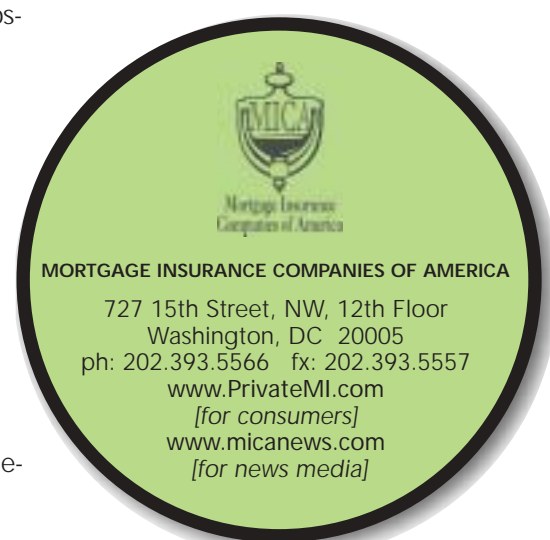 os-
MICA
Mortgage Insurance
Companies of America
MORTGAGE INSURANCE COMPANIES OF AMERICA
727 15th Street, NW, 12th Floor
Washington, DC 20005
ph: 202.393.5566 fx: 202.393.5557
www.PrivateMI.com
[for consumers]
www.micanews.com
[for news media]
e-